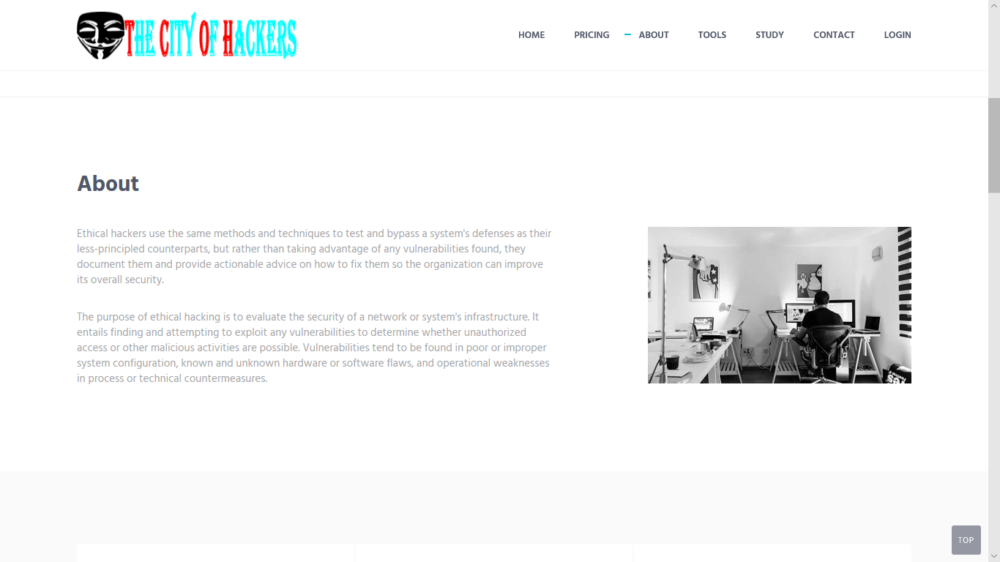 THE CITY OF HACKERS
HOME PRICING ABOUT TOOLS STUDY CONTACT LOGIN
About
Ethical hackers use the same methods and techniques to test and bypass a system's defenses as their
less-principled counterparts, but rather than taking advantage of any vulnerabilities found, they
document them and provide actionable advice on how to fix them so the organization can improve
its overall security.
The purpose of ethical hacking is to evaluate the security of a network or system's infrastructure. It
entails finding and attempting to exploit any vulnerabilities to determine whether unauthorized
access or other malicious activities are possible. Vulnerabilities tend to be found in poor or improper
system configuration, known and unknown hardware or software flaws, and operational weaknesses
in process or technical countermeasures.
TOP